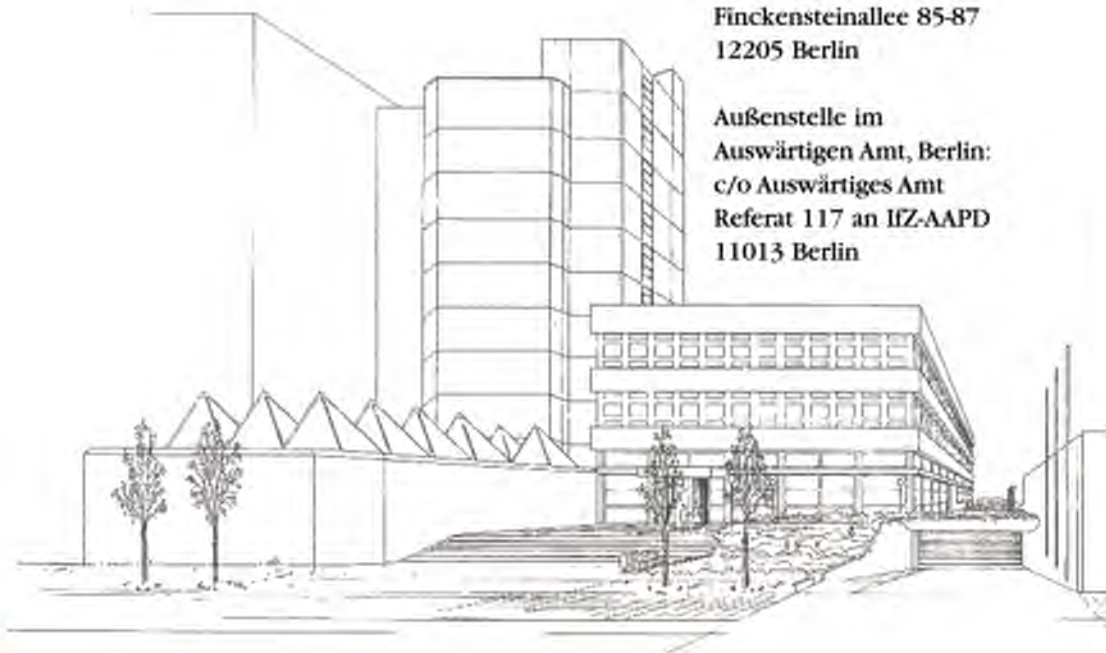 Finckensteinallee 85-87
12205 Berlin
Außenstelle im
Auswärtigen Amt, Berlin:
c/o Auswärtiges Amt
Referat 117 an IfZ-AAPD
11013 Berlin